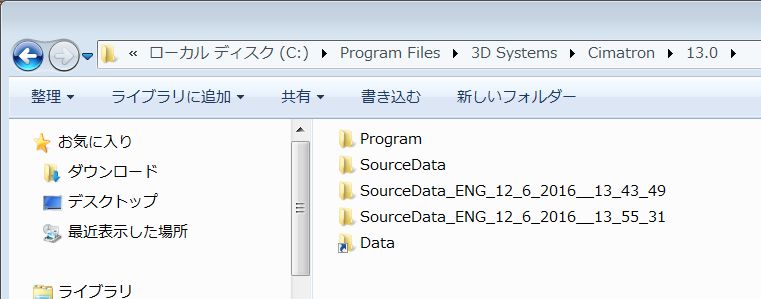 « ローカル ディスク (C:) Program Files 3D Systems Cimatron 13.0
整理 ライブラリに追加 共有 書き込む 新しいフォルダー
お気に入り
ダウンロード
デスクトップ
最近表示した場所
ライブラリ
Program
SourceData
SourceData_ENG_12_6_2016__13_43_49
SourceData_ENG_12_6_2016__13_55_31
Data